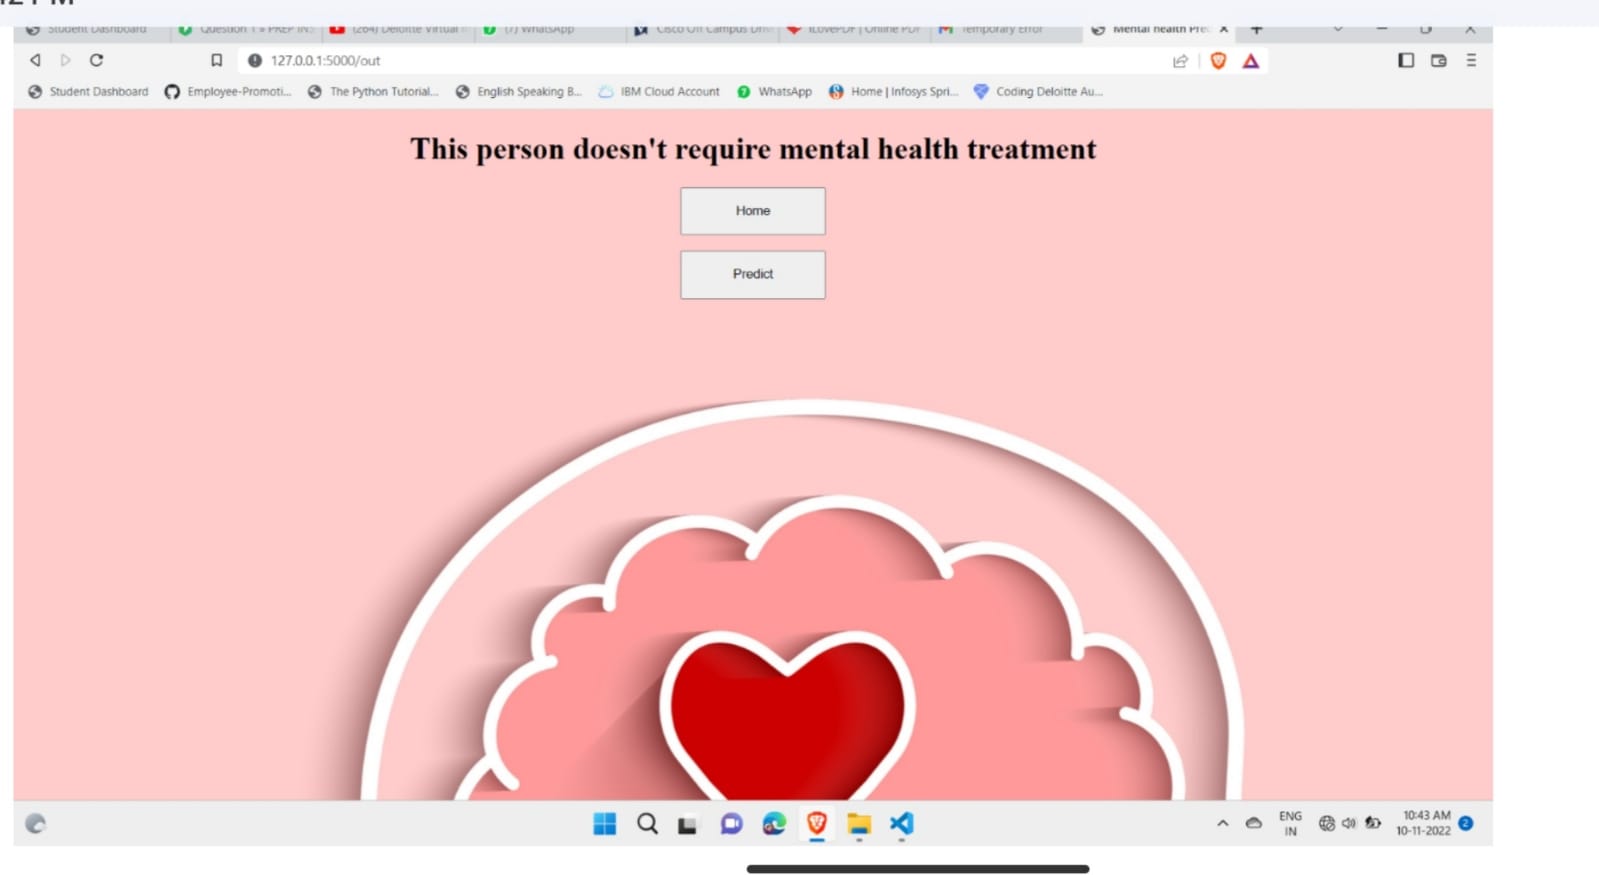 Student Dashboard Question 1 » PREP INS (264) Deloitte Virtual I (7) WhatsApp Cisco Off Campus Driv ILovePDF | Online PDF Temporary Error Mental health Pred
127.0.0.1:5000/out
Student Dashboard Employee-Promoti... The Python Tutorial... English Speaking B... IBM Cloud Account WhatsApp Home | Infosys Spri... Coding Deloitte Au...
This person doesn't require mental health treatment
Home
Predict
ENG
IN
10:43 AM
10-11-2022
2